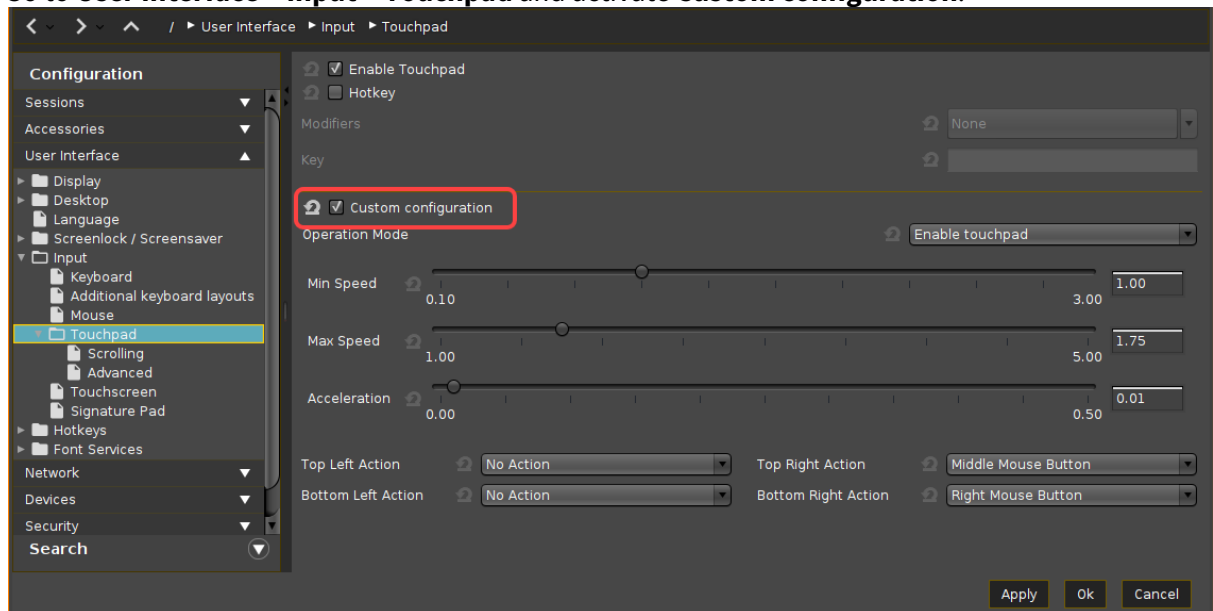 / User Interface Input Touchpad
Configuration
Sessions
Accessories
User Interface
Display
Desktop
Language
Screenlock / Screensaver
Input
Keyboard
Additional keyboard layouts
Mouse
Touchpad
Scrolling
Advanced
Touchscreen
Signature Pad
Hotkeys
Font Services
Network
Devices
Security
Search
Enable Touchpad
Hotkey
Modifiers None
Key
Custom configuration
Operation Mode Enable touchpad
Min Speed 0.10 3.00 1.00
Max Speed 1.00 5.00 1.75
Acceleration 0.00 0.50 0.01
Top Left Action No Action Top Right Action Middle Mouse Button
Bottom Left Action No Action Bottom Right Action Right Mouse Button
Apply Ok Cancel